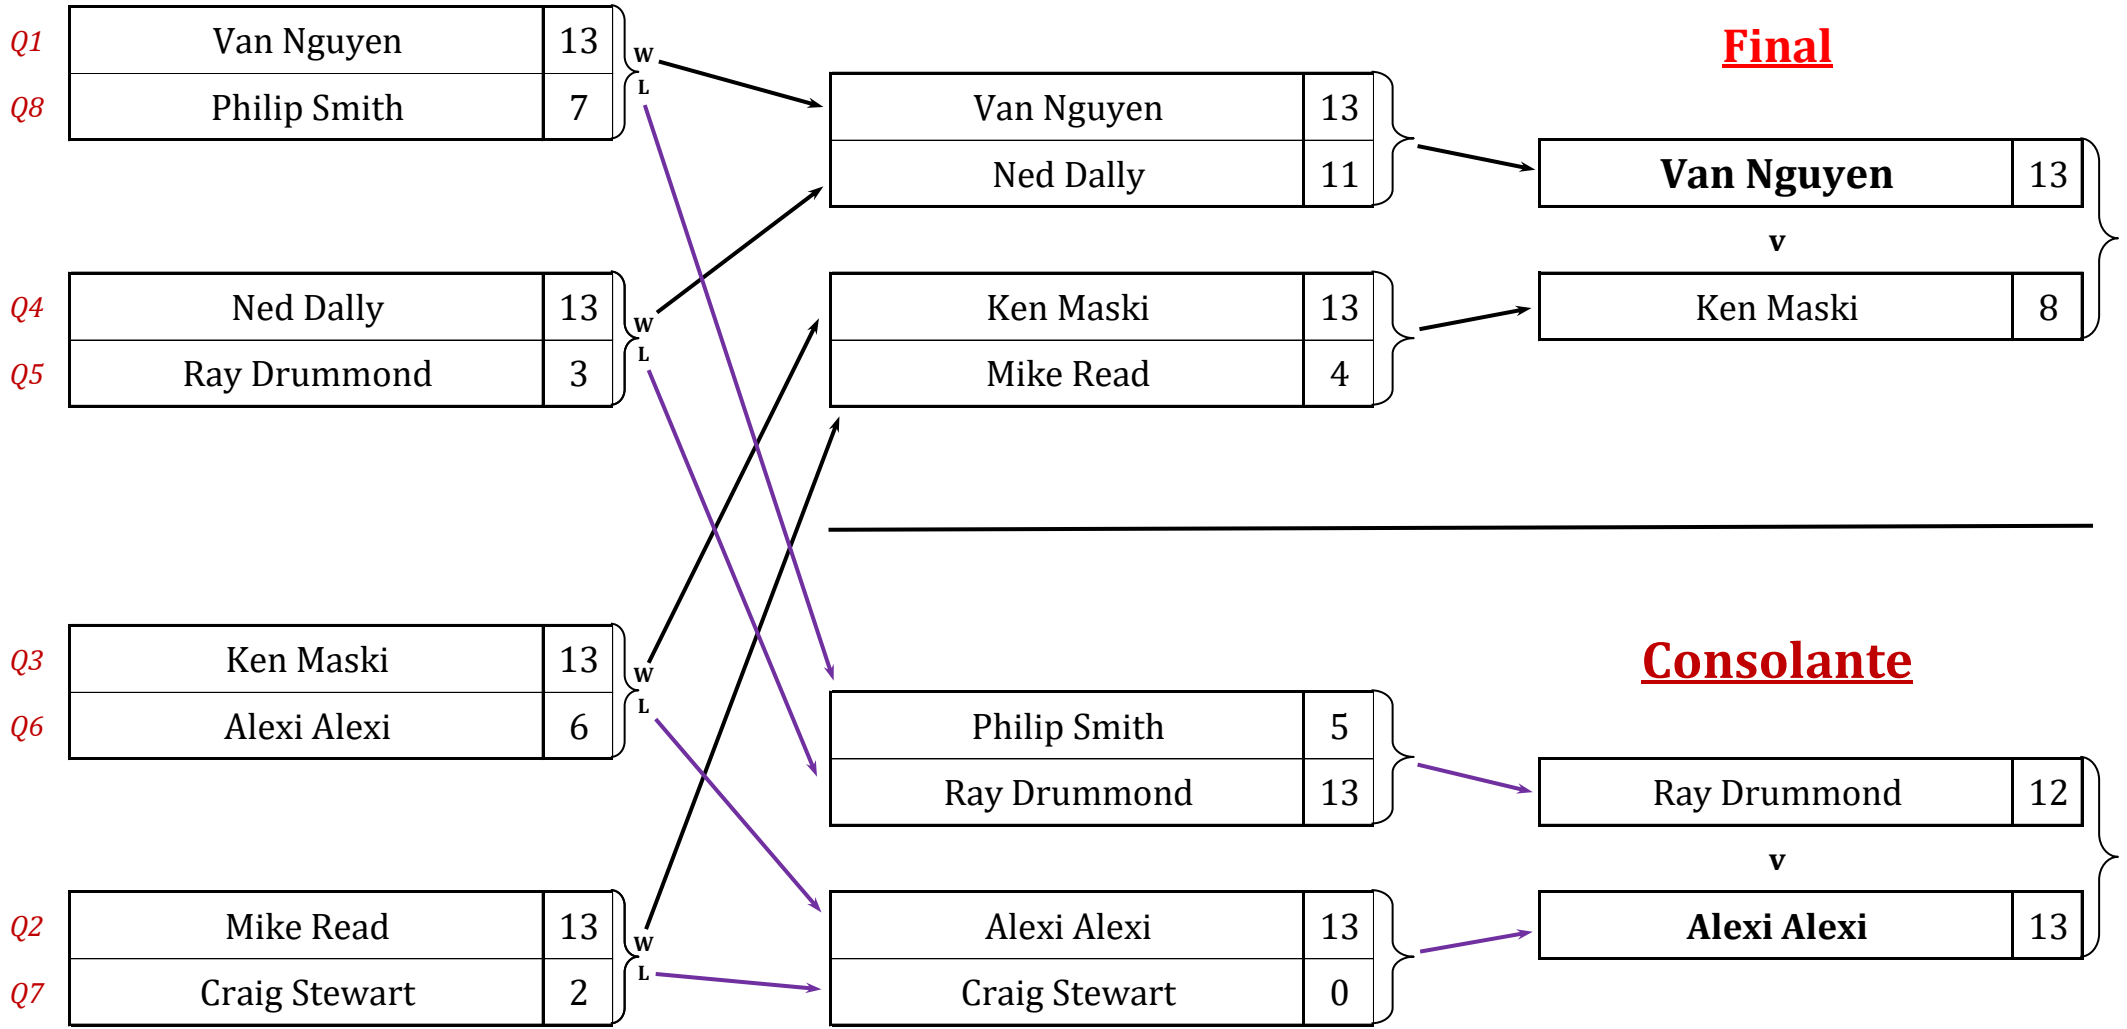 Q1 Van Nguyen 13
Q8 Philip Smith 7
W
L
Q4 Ned Dally 13
Q5 Ray Drummond 3
W
L
Q3 Ken Maski 13
Q6 Alexi Alexi 6
W
L
Q2 Mike Read 13
Q7 Craig Stewart 2
W
L
Van Nguyen 13
Ned Dally 11
Ken Maski 13
Mike Read 4
Final
Van Nguyen 13
v
Ken Maski 8
Philip Smith 5
Ray Drummond 13
Alexi Alexi 13
Craig Stewart 0
Consolante
Ray Drummond 12
v
Alexi Alexi 13